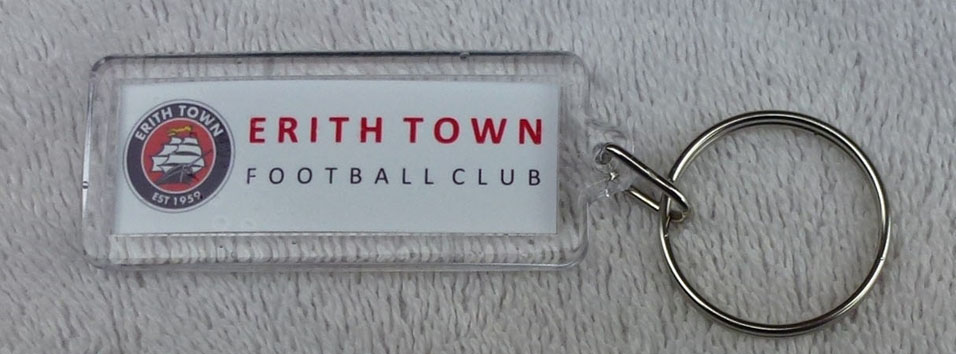 ERITH TOWN
EST 1959
ERITH TOWN
FOOTBALL CLUB